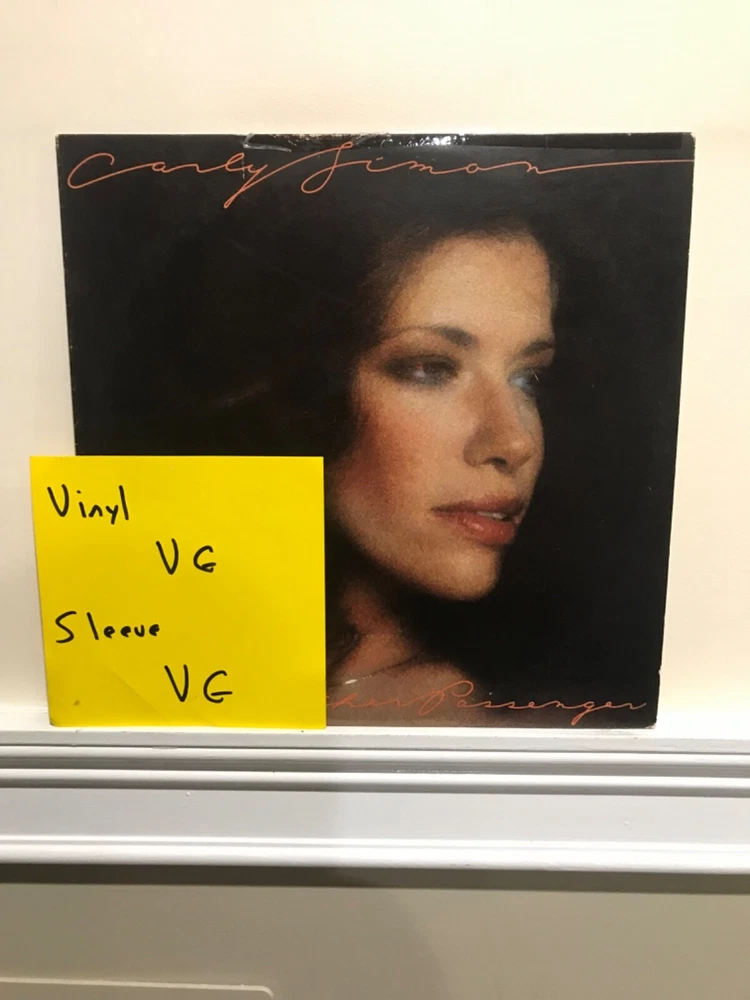 Carly Simon
Vinyl
VG
Sleeve
VG
Passenger